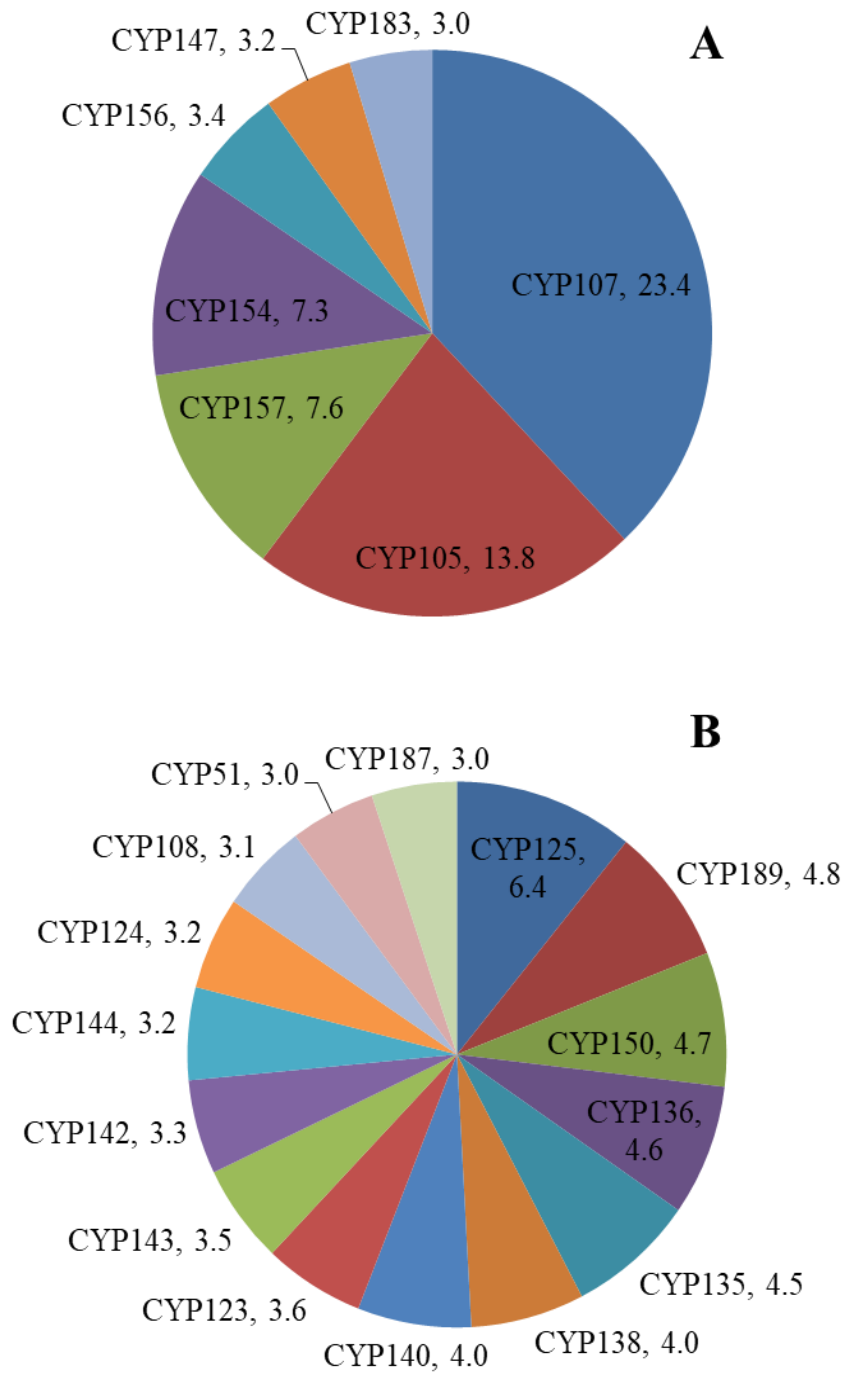 A
CYP183, 3.0
CYP147, 3.2
CYP156, 3.4
CYP107, 23.4
CYP154, 7.3
CYP157, 7.6
CYP105, 13.8
B
CYP187, 3.0
CYP51, 3.0
CYP125,
6.4
CYP108, 3.1
CYP189, 4.8
CYP124, 3.2
CYP144, 3.2
CYP150, 4.7
CYP136,
4.6
CYP142, 3.3
CYP143, 3.5
CYP135, 4.5
CYP123, 3.6
CYP138, 4.0
CYP140, 4.0